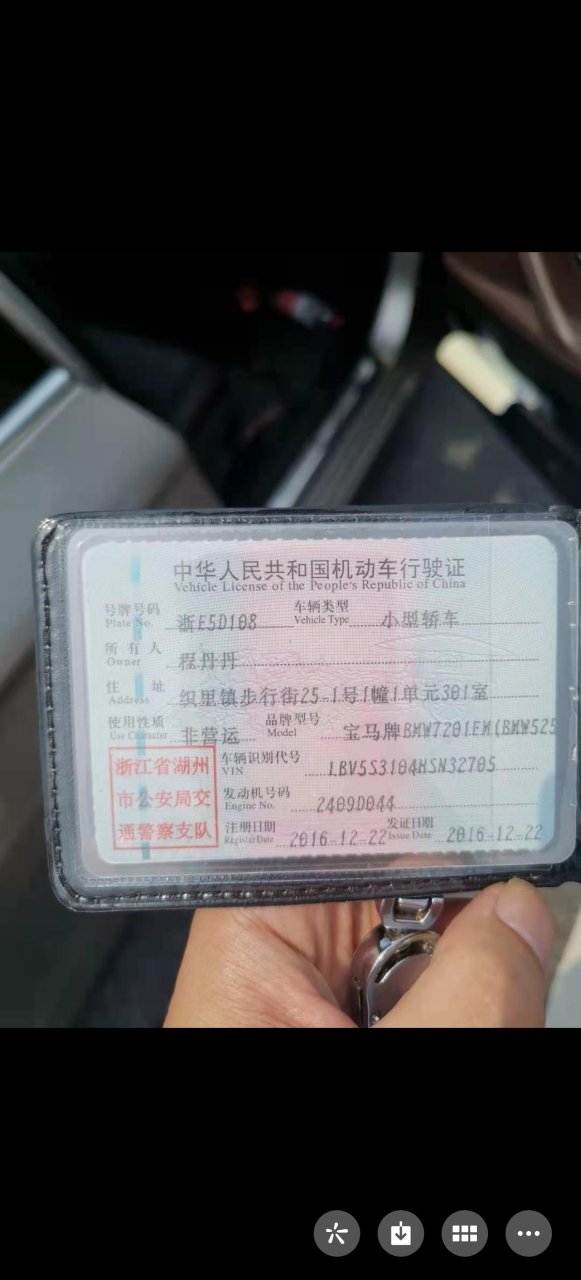 中华人民共和国机动车行驶证
Vehicle License of the People's Republic of China
号牌号码 浙E5D108 车辆类型 小型轿车
Plate No. Vehicle Type
所有人 程丹丹
Owner
住址 织里镇步行街25-1号1幢1单元301室
Address
使用性质 非营运 品牌型号 宝马牌BMW7201EM(BMW525
Use Character Model
浙江省湖州
市公安局交
通警察支队
车辆识别代号 LBV5S3104HSN32705
VIN
发动机号码 2409D044
Engine No.
注册日期 2016-12-22 发证日期 2016-12-22
Register Date Issue Date